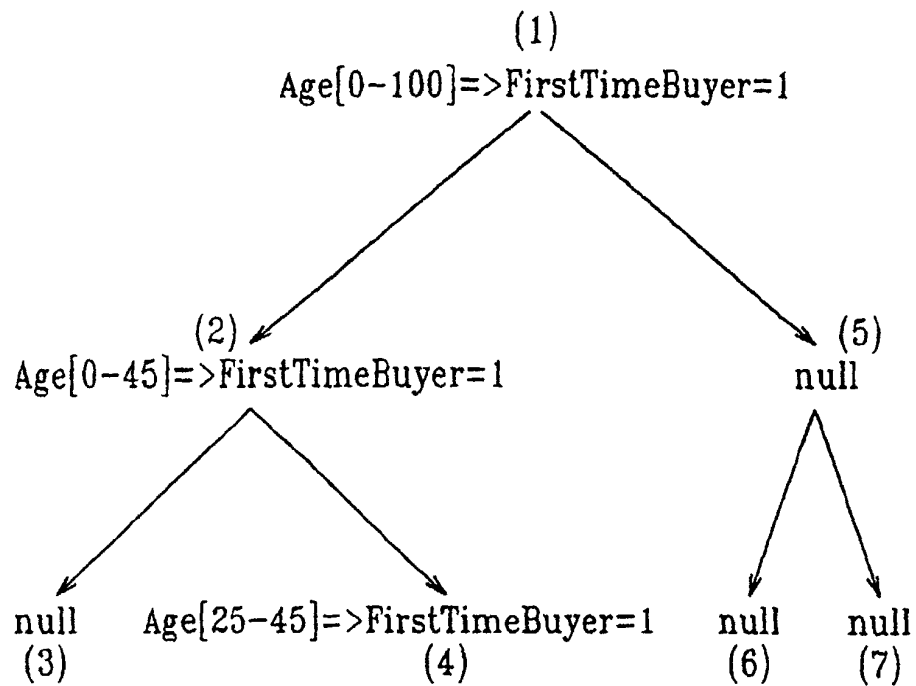 (1)
Age[0-100]=>FirstTimeBuyer=1
(2)
Age[0-45]=>FirstTimeBuyer=1
(5)
null
null
(3)
Age[25-45]=>FirstTimeBuyer=1
(4)
null
(6)
null
(7)